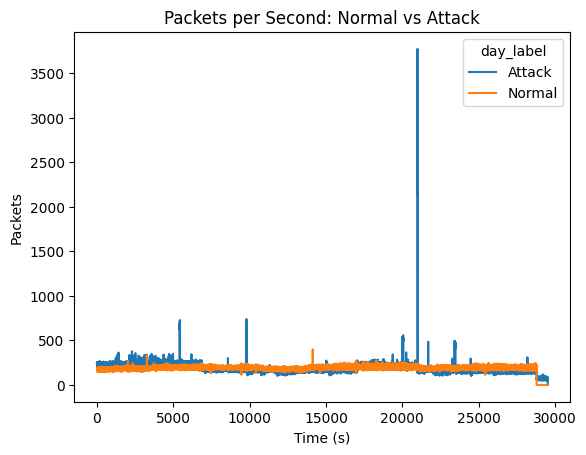 Packets per Second: Normal vs Attack
day_label
Attack
Normal
Packets
3500
3000
2500
2000
1500
1000
500
0
0 5000 10000 15000 20000 25000 30000
Time (s)